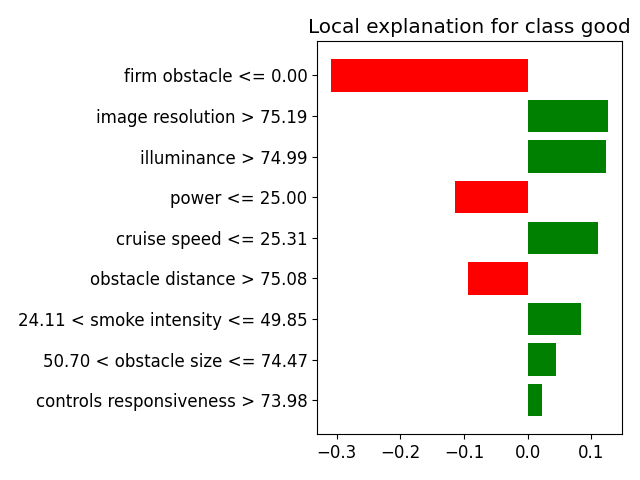 Local explanation for class good
firm obstacle <= 0.00
image resolution > 75.19
illuminance > 74.99
power <= 25.00
cruise speed <= 25.31
obstacle distance > 75.08
24.11 < smoke intensity <= 49.85
50.70 < obstacle size <= 74.47
controls responsiveness > 73.98
−0.3 −0.2 −0.1 0.0 0.1